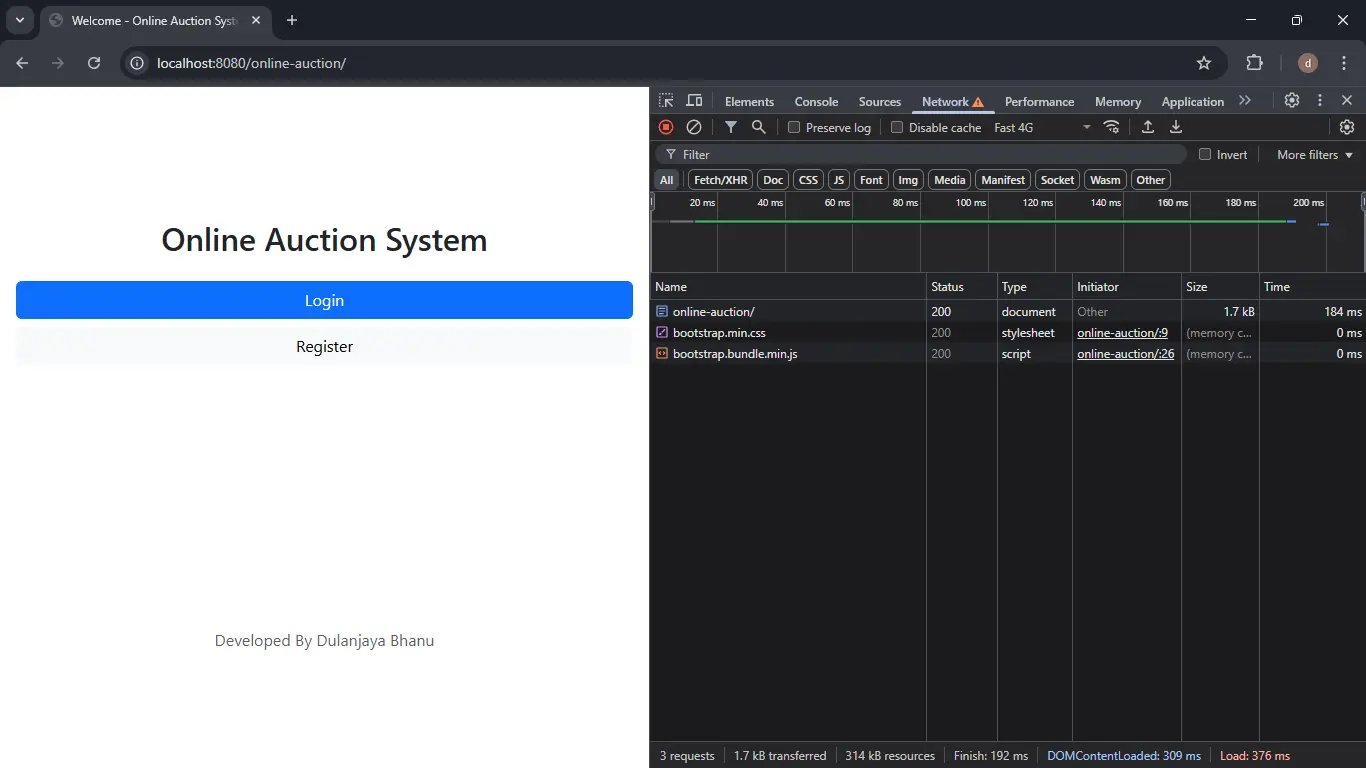 Welcome - Online Auction Syst
localhost:8080/online-auction/
d
Online Auction System
Login
Register
Developed By Dulanjaya Bhanu
Elements Console Sources Network Performance Memory Application
Preserve log Disable cache Fast 4G
Filter Invert More filters
All Fetch/XHR Doc CSS JS Font Img Media Manifest Socket Wasm Other
20 ms 40 ms 60 ms 80 ms 100 ms 120 ms 140 ms 160 ms 180 ms 200 ms
Name Status Type Initiator Size Time
online-auction/ 200 document Other 1.7 kB 184 ms
bootstrap.min.css 200 stylesheet online-auction/:9 (memory c... 0 ms
bootstrap.bundle.min.js 200 script online-auction/:26 (memory c... 0 ms
3 requests 1.7 kB transferred 314 kB resources Finish: 192 ms DOMContentLoaded: 309 ms Load: 376 ms